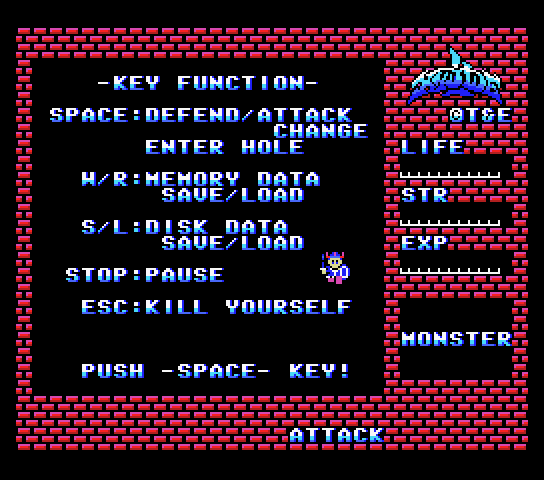 -KEY FUNCTION-
SPACE:DEFEND/ATTACK
CHANGE
ENTER HOLE
W/R:MEMORY DATA
SAVE/LOAD
S/L:DISK DATA
SAVE/LOAD
STOP:PAUSE
ESC:KILL YOURSELF
PUSH -SPACE- KEY!
HYDLIDE
©T&E
LIFE
STR
EXP
MONSTER
ATTACK